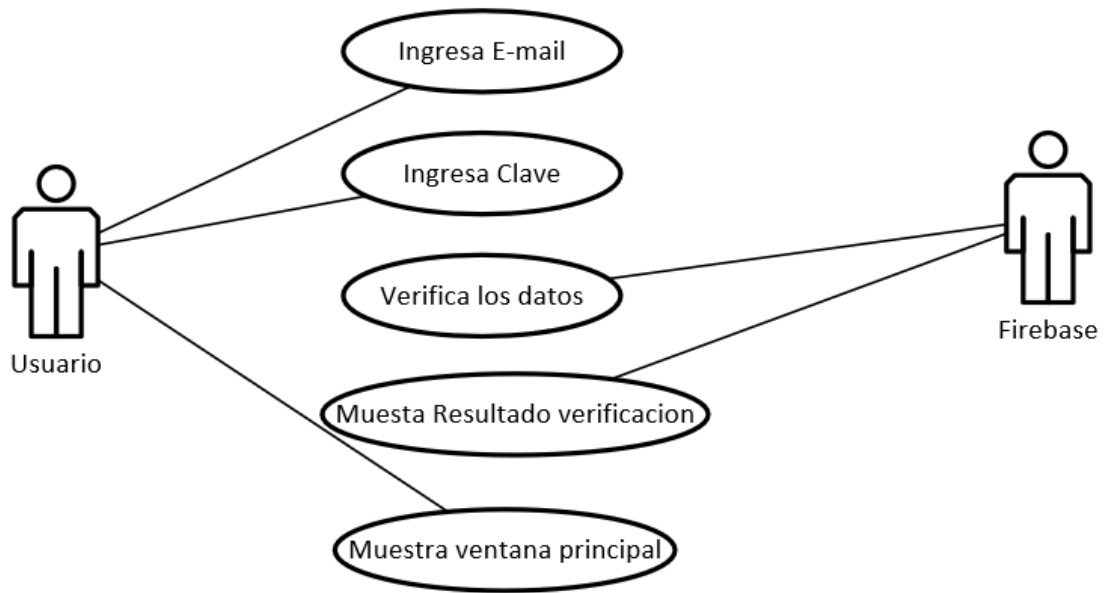 Ingresa E-mail
Ingresa Clave
Verifica los datos
Firebase
Usuario
Muesta Resultado verificacion
Muestra ventana principal